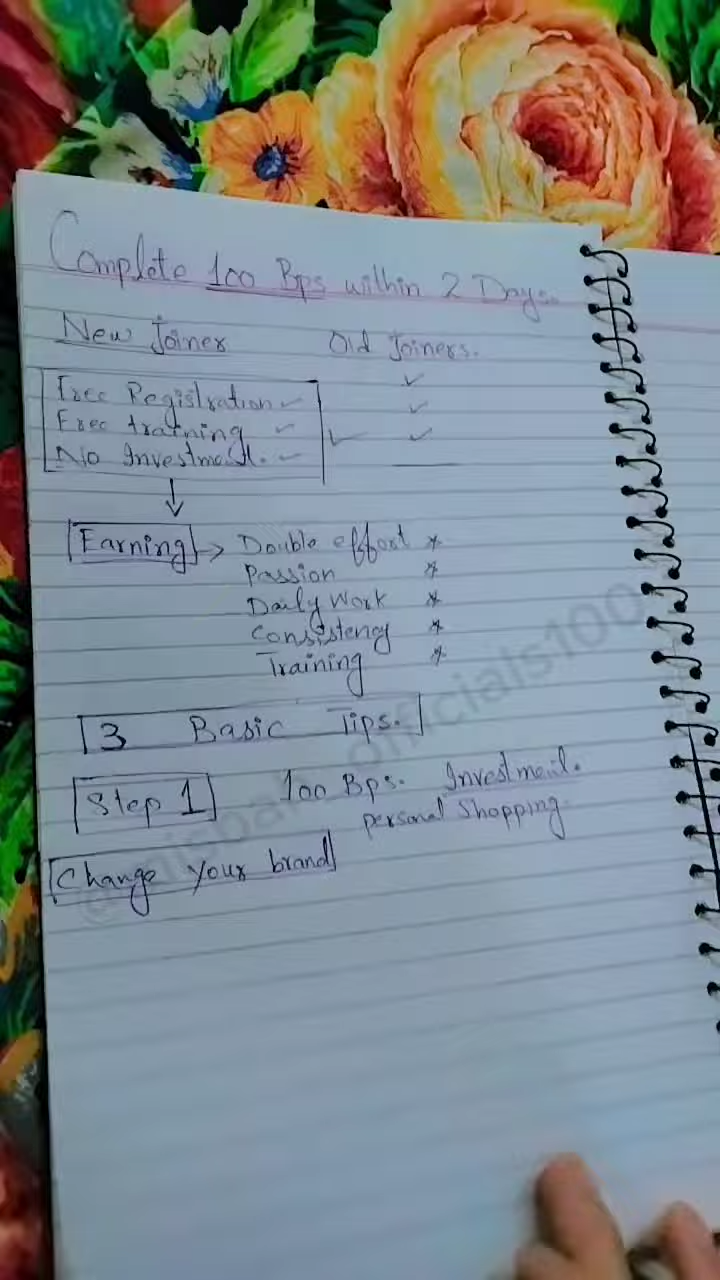 Complete 100 Bps within 2 Days.
New Joiner Old Joiners.
Free Registration
Free training
No Investment.
Earning → Double effort *
Passion *
Daily Work *
Consistency *
Training *
3 Basic Tips.
Step 1 100 Bps. Investment.
personal shopping.
Change your brand